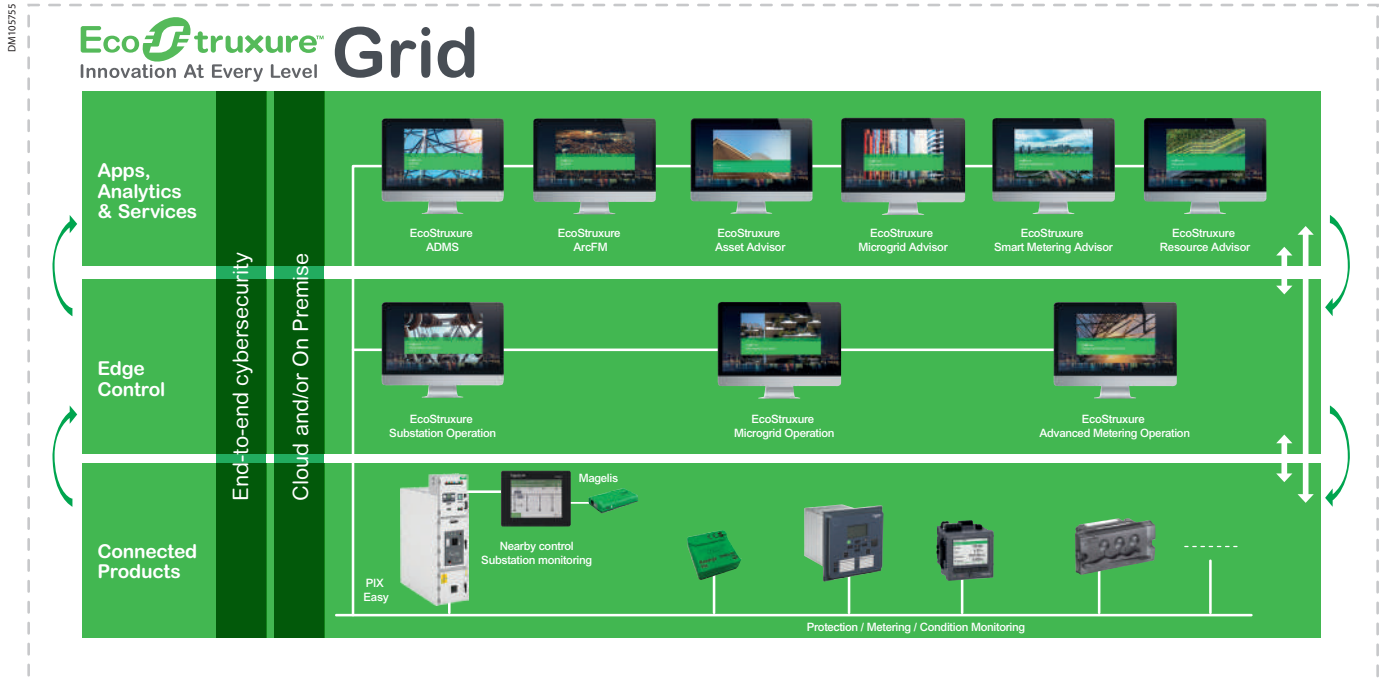 DM105755
EcoStruxure™
Innovation At Every Level
Grid
Apps,
Analytics
& Services
End-to-end cybersecurity
Cloud and/or On Premise
EcoStruxure
ADMS
EcoStruxure
ArcFM
EcoStruxure
Asset Advisor
EcoStruxure
Microgrid Advisor
EcoStruxure
Smart Metering Advisor
EcoStruxure
Resource Advisor
Edge
Control
EcoStruxure
Substation Operation
EcoStruxure
Microgrid Operation
EcoStruxure
Advanced Metering Operation
Connected
Products
Magelis
Nearby control
Substation monitoring
PIX
Easy
Protection / Metering / Condition Monitoring